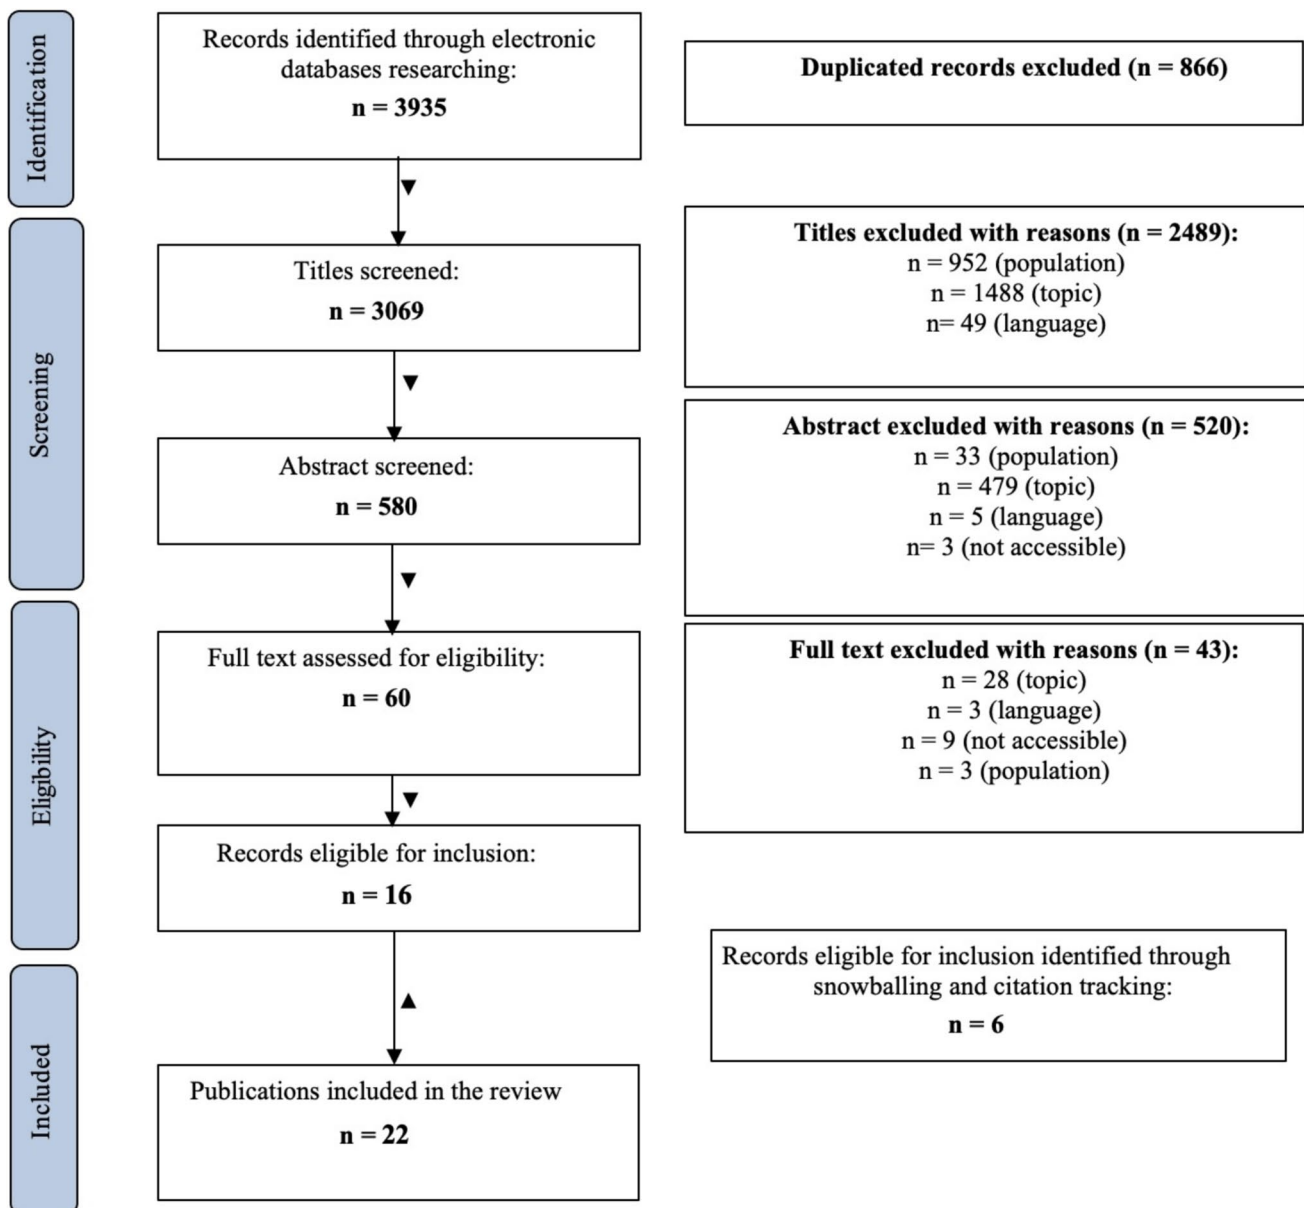 Identification
Records identified through electronic
databases researching:
n = 3935
Duplicated records excluded (n = 866)
Screening
Titles screened:
n = 3069
Titles excluded with reasons (n = 2489):
n = 952 (population)
n = 1488 (topic)
n= 49 (language)
Abstract screened:
n = 580
Abstract excluded with reasons (n = 520):
n = 33 (population)
n = 479 (topic)
n = 5 (language)
n= 3 (not accessible)
Eligibility
Full text assessed for eligibility:
n = 60
Full text excluded with reasons (n = 43):
n = 28 (topic)
n = 3 (language)
n = 9 (not accessible)
n = 3 (population)
Records eligible for inclusion:
n = 16
Records eligible for inclusion identified through
snowballing and citation tracking:
n = 6
Included
Publications included in the review
n = 22